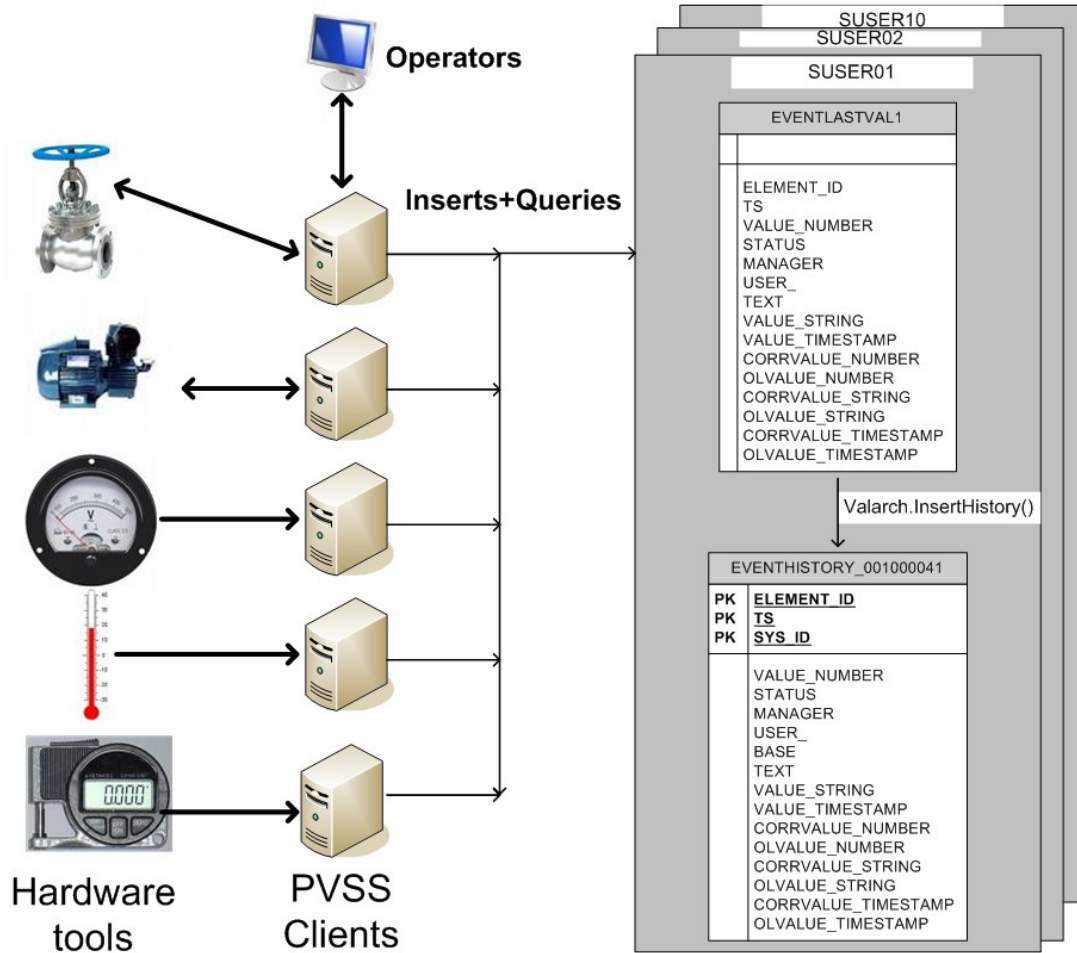 Operators
Inserts+Queries
Hardware
tools
PVSS
Clients
SUSER10
SUSER02
SUSER01
EVENTLASTVAL1
ELEMENT_ID
TS
VALUE_NUMBER
STATUS
MANAGER
USER_
TEXT
VALUE_STRING
VALUE_TIMESTAMP
CORRVALUE_NUMBER
OLVALUE_NUMBER
CORRVALUE_STRING
OLVALUE_STRING
CORRVALUE_TIMESTAMP
OLVALUE_TIMESTAMP
Valarch.InsertHistory()
EVENTHISTORY_001000041
PK ELEMENT_ID
PK TS
PK SYS_ID
VALUE_NUMBER
STATUS
MANAGER
USER_
BASE
TEXT
VALUE_STRING
VALUE_TIMESTAMP
CORRVALUE_NUMBER
OLVALUE_NUMBER
CORRVALUE_STRING
OLVALUE_STRING
CORRVALUE_TIMESTAMP
OLVALUE_TIMESTAMP
V
0.000